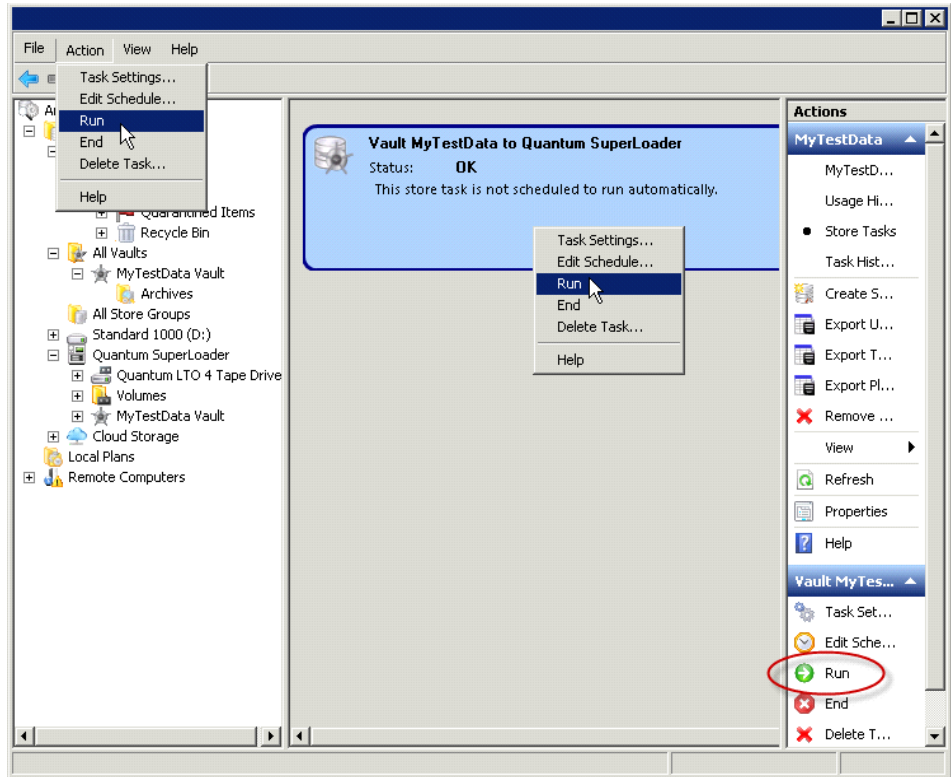 File Action View Help
Task Settings...
Edit Schedule...
Run
End
Delete Task...
Help
Quarantined Items
Recycle Bin
All Vaults
MyTestData Vault
Archives
All Store Groups
Standard 1000 (D:)
Quantum SuperLoader
Quantum LTO 4 Tape Drive
Volumes
MyTestData Vault
Cloud Storage
Local Plans
Remote Computers
Vault MyTestData to Quantum SuperLoader
Status: OK
This store task is not scheduled to run automatically.
Task Settings...
Edit Schedule...
Run
End
Delete Task...
Help
Actions
MyTestData
MyTestD...
Usage Hi...
Store Tasks
Task Hist...
Create S...
Export U...
Export T...
Export Pl...
Remove ...
View
Refresh
Properties
Help
Vault MyTes...
Task Set...
Edit Sche...
Run
End
Delete T...